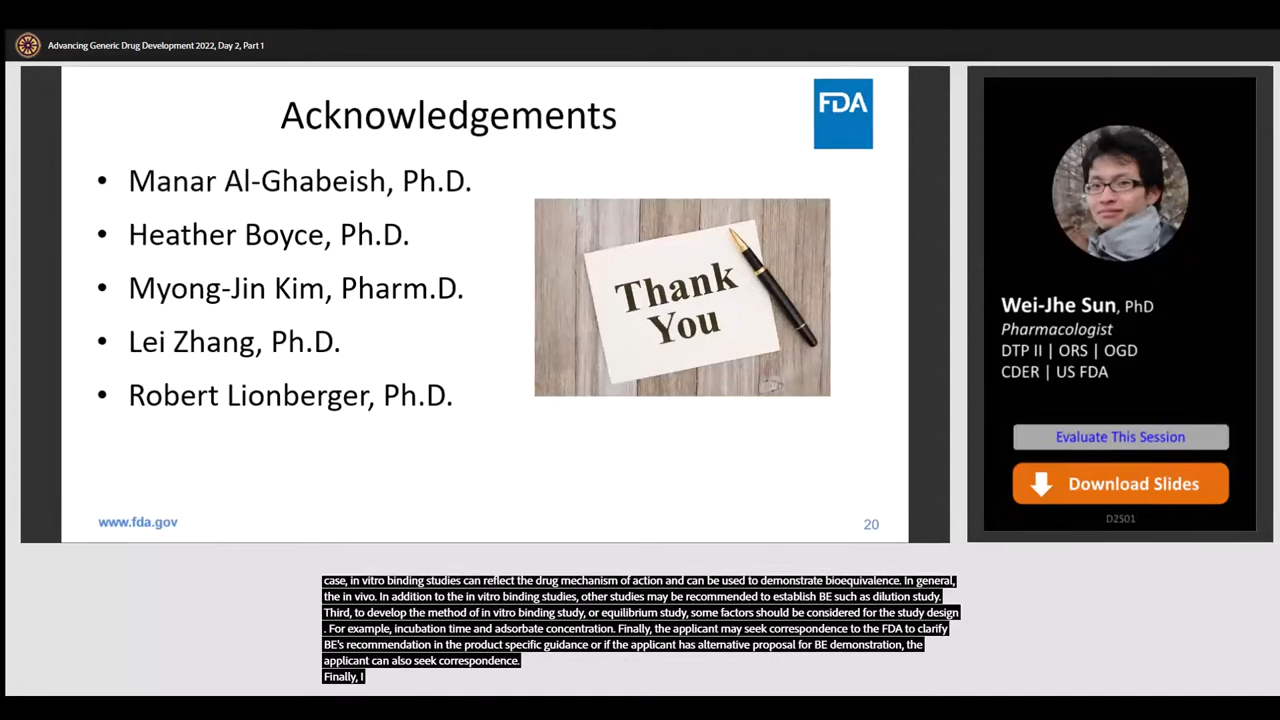 Advancing Generic Drug Development 2022, Day 2, Part 1
Acknowledgements
FDA
• Manar Al-Ghabeish, Ph.D.
• Heather Boyce, Ph.D.
• Myong-Jin Kim, Pharm.D.
• Lei Zhang, Ph.D.
• Robert Lionberger, Ph.D.
Thank
You
www.fda.gov
20
Wei-Jhe Sun, PhD
Pharmacologist
DTP II | ORS | OGD
CDER | US FDA
Evaluate This Session
Download Slides
D2S01
case, in vitro binding studies can reflect the drug mechanism of action and can be used to demonstrate bioequivalence. In general,
the in vivo. In addition to the in vitro binding studies, other studies may be recommended to establish BE such as dilution study.
Third, to develop the method of in vitro binding study, or equilibrium study, some factors should be considered for the study design
. For example, incubation time and adsorbate concentration. Finally, the applicant may seek correspondence to the FDA to clarify
BE's recommendation in the product specific guidance or if the applicant has alternative proposal for BE demonstration, the
applicant can also seek correspondence.
Finally, I